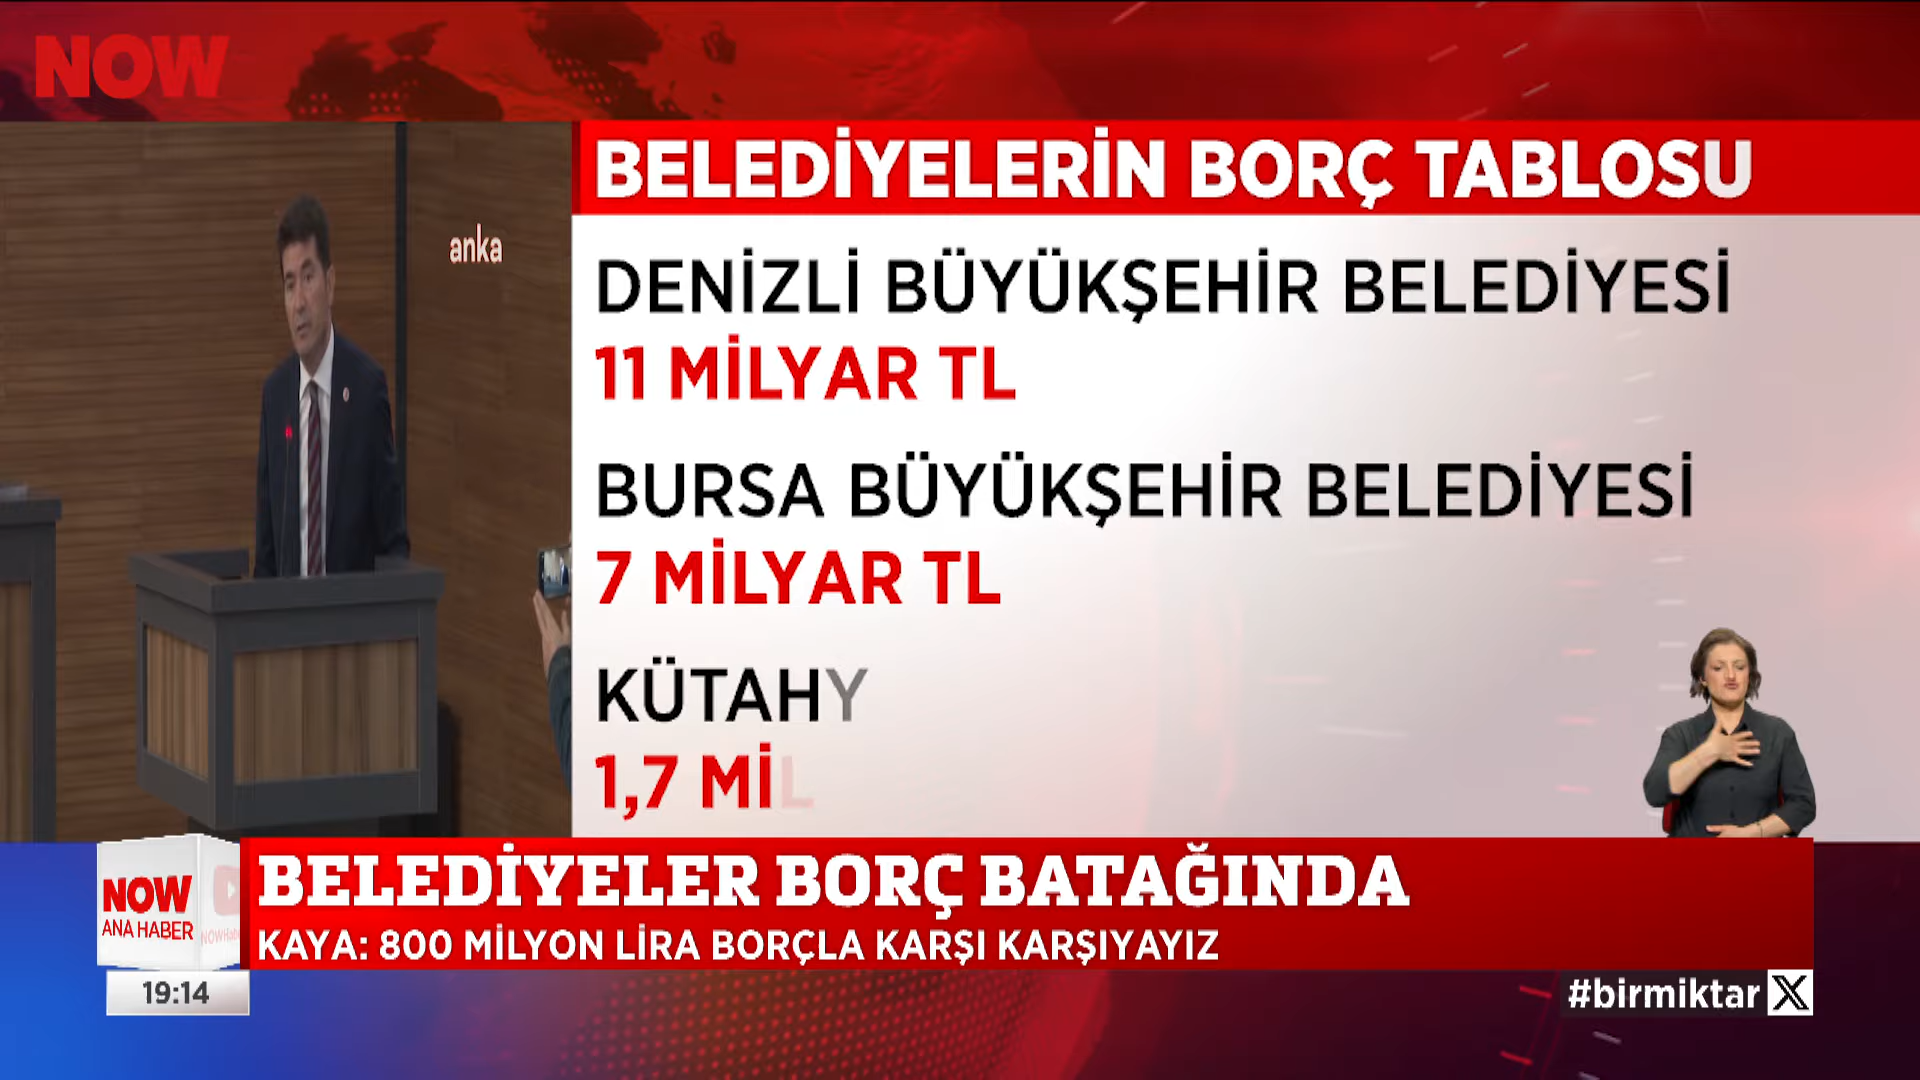 NOW
BELEDİYELERİN BORÇ TABLOSU
anka
DENİZLİ BÜYÜKŞEHİR BELEDİYESİ
11 MİLYAR TL
BURSA BÜYÜKŞEHİR BELEDİYESİ
7 MİLYAR TL
KÜTAHY
1,7 MİL
BELEDİYELER BORÇ BATAĞINDA
KAYA: 800 MİLYON LİRA BORÇLA KARŞI KARŞIYAYIZ
NOW
ANA HABER
19:14
#birmiktar X